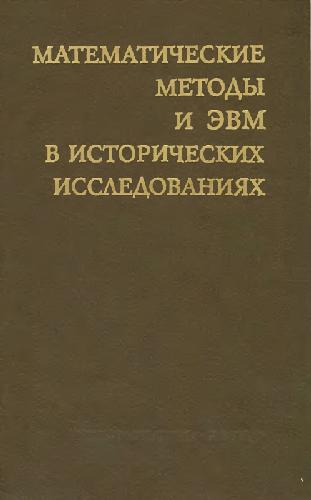 МАТЕМАТИЧЕСКИЕ
МЕТОДЫ
И ЭВМ
В ИСТОРИЧЕСКИХ
ИССЛЕДОВАНИЯХ